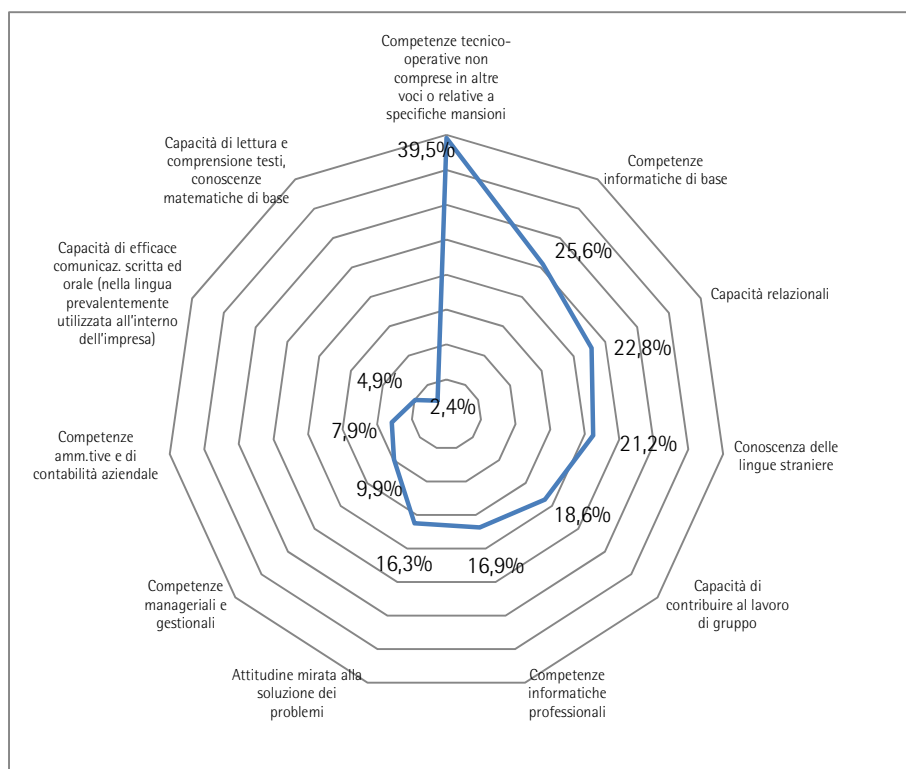 Competenze tecnico-
operative non
comprese in altre
voci o relative a
specifiche mansioni
39,5%
Competenze
informatiche di base
25,6%
Capacità relazionali
22,8%
Conoscenza delle
lingue straniere
21,2%
Capacità di
contribuire al lavoro
di gruppo
18,6%
Competenze
informatiche
professionali
16,9%
Attitudine mirata alla
soluzione dei
problemi
16,3%
Competenze
manageriali e
gestionali
9,9%
Competenze
amm.tive e di
contabilità aziendale
7,9%
Capacità di efficace
comunicaz. scritta ed
orale (nella lingua
prevalentemente
utilizzata all'interno
dell'impresa)
4,9%
Capacità di lettura e
comprensione testi,
conoscenze
matematiche di base
2,4%